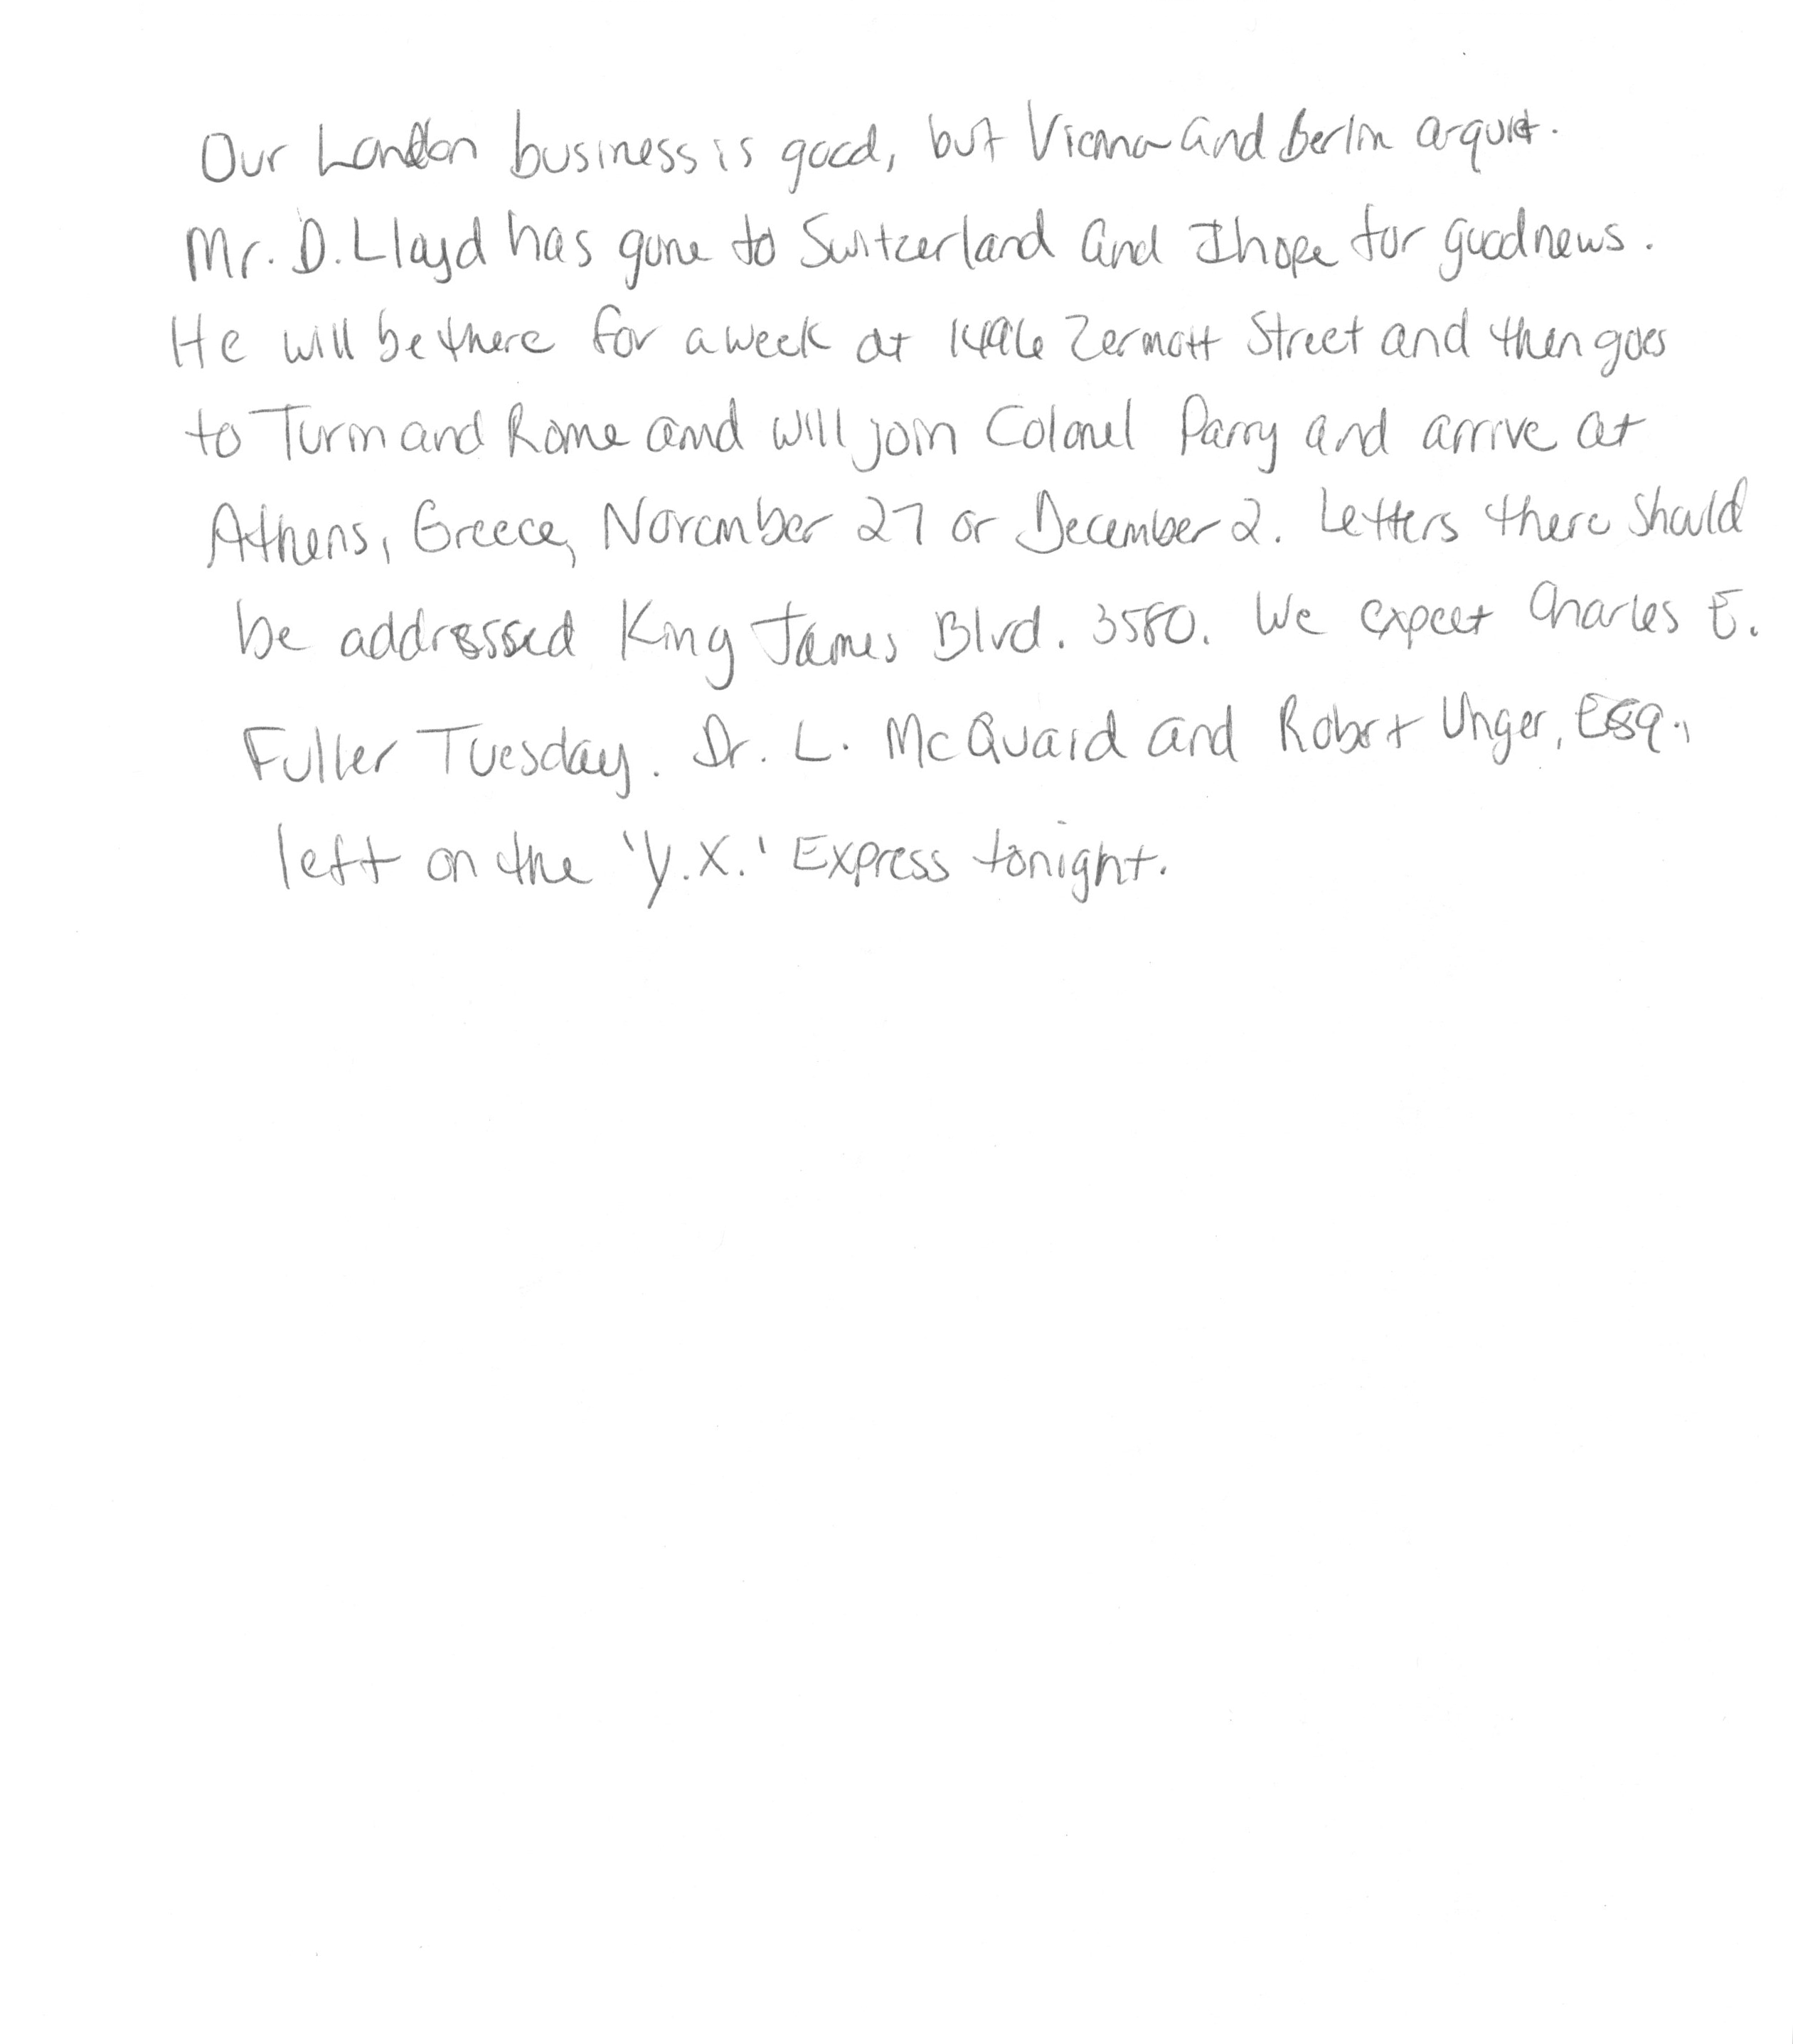 Our London business is good, but Vienna and Berlin ar quiet.
Mr. D. Lloyd has gone to Switzerland and I hope for good news.
He will be there for a week at 1496 Zermott Street and then goes
to Turin and Rome and will join Colonel Parry and arrive at
Athens, Greece, November 27 or December 2. Letters there should
be addressed King James Blvd. 3580. We expect Charles E.
Fuller Tuesday. Dr. L. McQuaid and Robert Unger, Esq.,
left on the 'Y.X.' Express tonight.